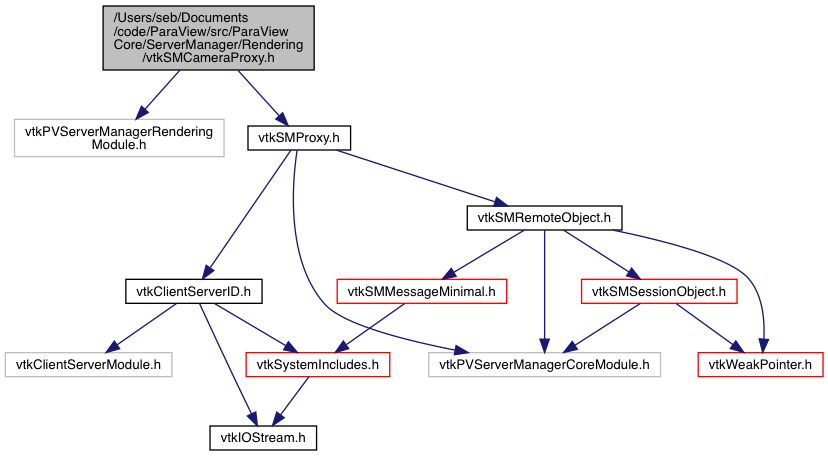 /Users/seb/Documents
/code/ParaView/src/ParaView
Core/ServerManager/Rendering
/vtkSMCameraProxy.h
vtkPVServerManagerRendering
Module.h
vtkSMProxy.h
vtkSMRemoteObject.h
vtkClientServerID.h
vtkSMMessageMinimal.h
vtkSMSessionObject.h
vtkClientServerModule.h
vtkSystemIncludes.h
vtkPVServerManagerCoreModule.h
vtkWeakPointer.h
vtkIOStream.h